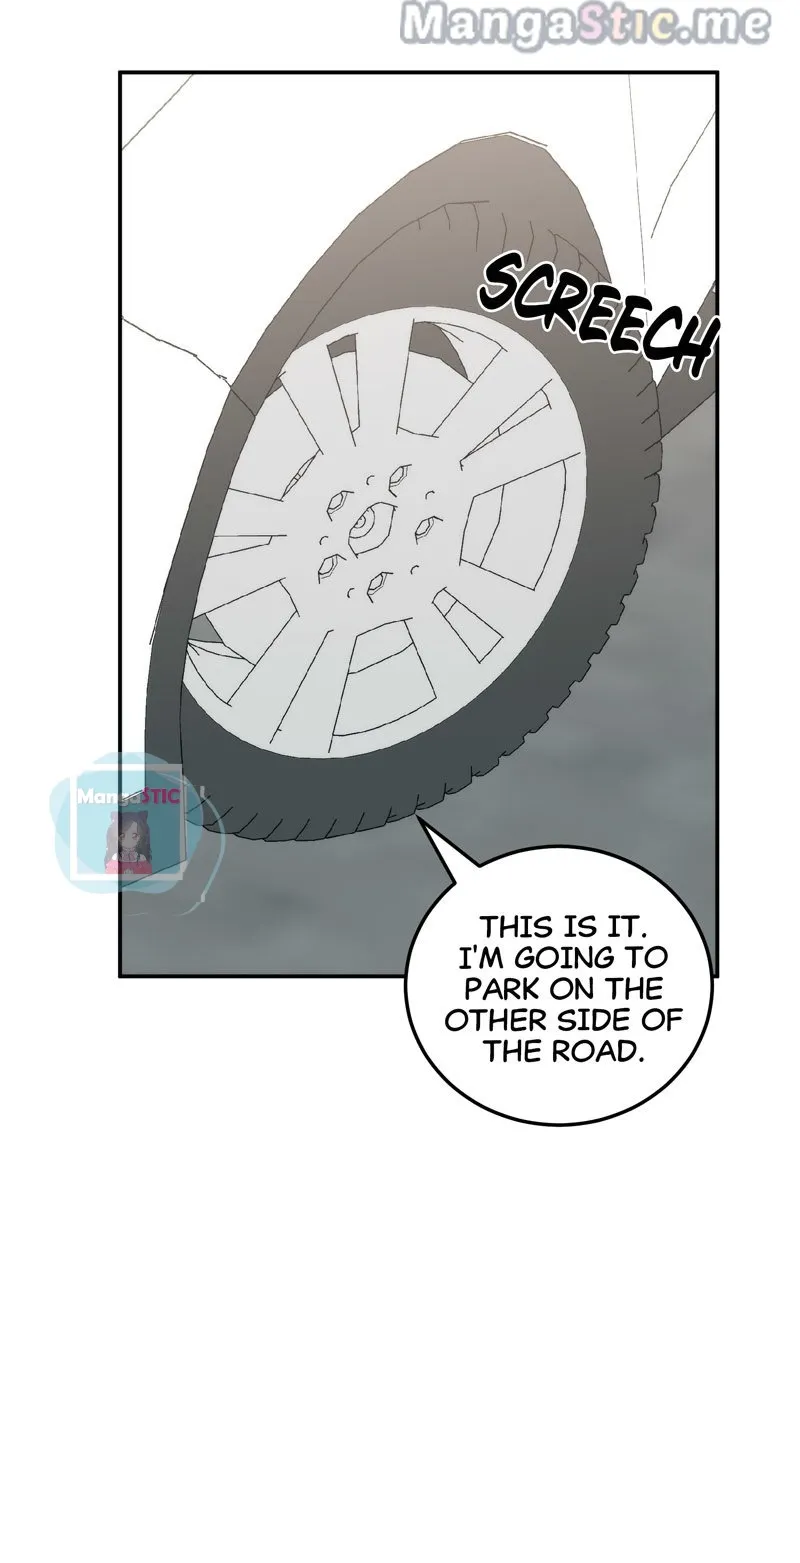 MangaStic.me
SCREECH
MangaSTIC
THIS IS IT.
I'M GOING TO
PARK ON THE
OTHER SIDE OF
THE ROAD.